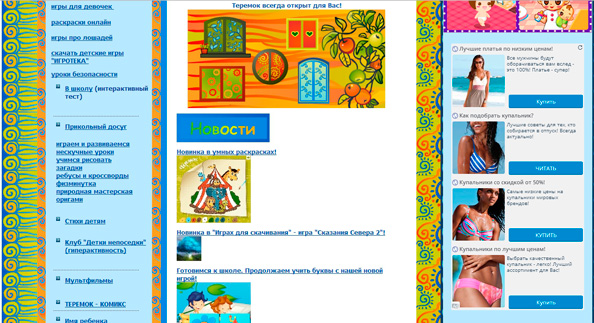 игры для девочек
раскраски онлайн
игры про лошадей
скачать детские игры
"ИГРОТЕКА"
уроки безопасности
В школу (интерактивный
тест)
Прикольный досуг
играем в развиваемся
нескучные уроки
учимся рисовать
загадки
ребусы и кроссворды
физминутка
природная мастерская
оригами
Стихи детям
Клуб "Детки непоседки"
(гиперактивность)
Мультфильмы
ТЕРЕМОК - КОМИКС
Имя ребенка
Теремок всегда открыт для Вас!
Новости
Новинка в умных раскрасках!
Новинка в "Играх для скачивания" - игра "Сказания Севера 2"!
Готовимся к школе. Продолжаем учить буквы с нашей новой
игрой!
Лучшие платья по низким ценам!
Все мужчины будут
оборачиваться вам вслед -
это 100%! Платье - супер!
Купить
Как подобрать купальник?
Лучшие советы для тех, кто
собирается в отпуск! Всегда
актуально!
ЧИТАТЬ
Купальники со скидкой от 50%!
Самые низкие цены на
купальники мировых
брендов!
КУПИТЬ
Купальники по лучшим ценам!
Выбрать качественный
купальник - легко! Лучший
ассортимент для Вас!
Купить